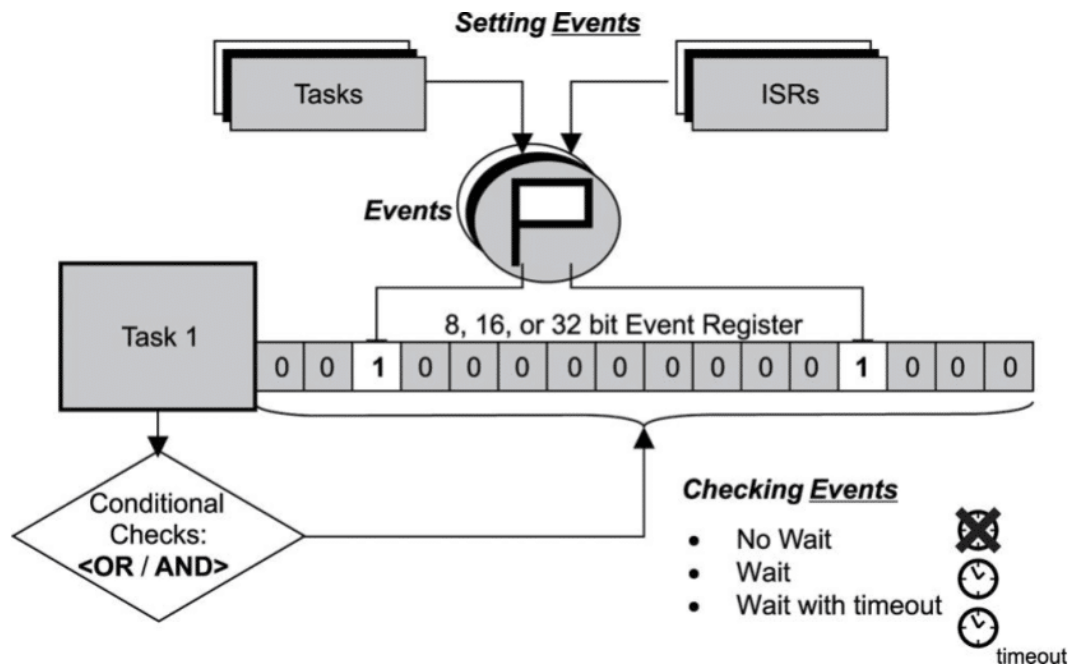 Setting Events
Tasks
ISRs
Events
8, 16, or 32 bit Event Register
Task 1
0 0 1 0 0 0 0 0 0 0 0 0 1 0 0 0
Conditional
Checks:
<OR / AND>
Checking Events
• No Wait
• Wait
• Wait with timeout
timeout